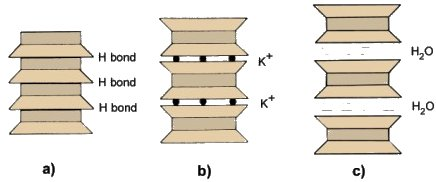 H bond
H bond
H bond
a)
K+
K+
b)
H₂O
H₂O
c)